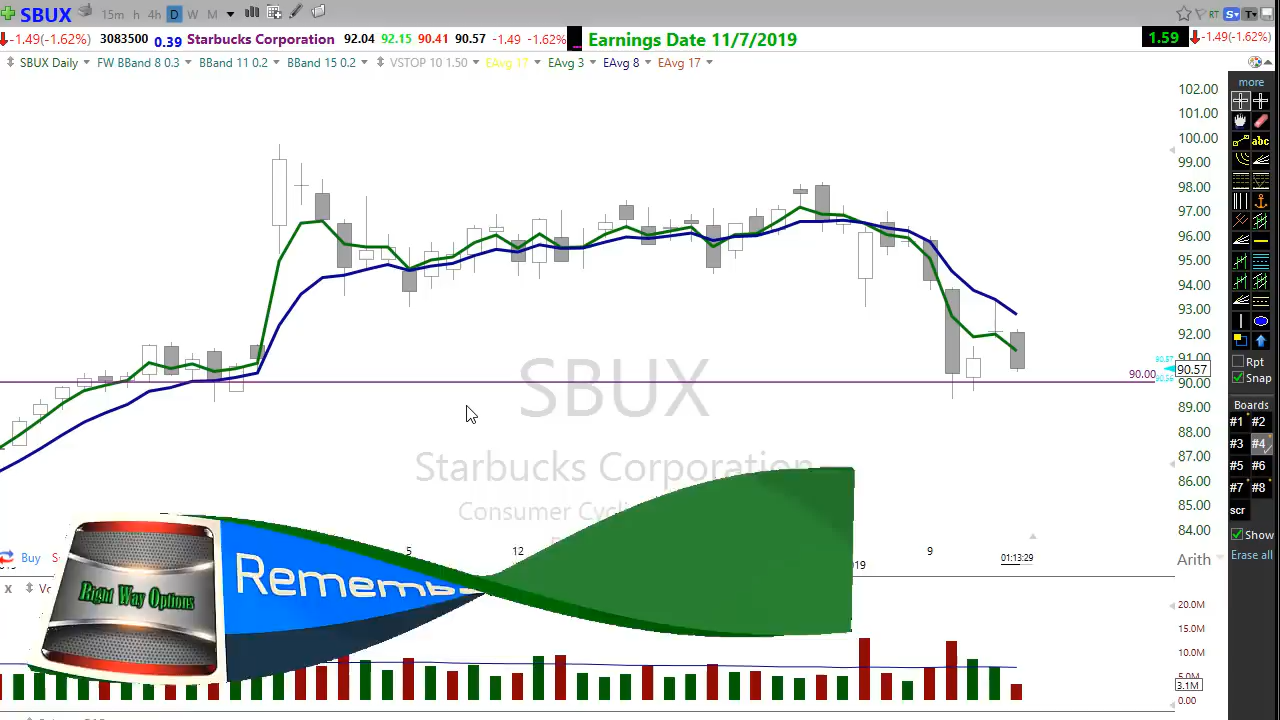 SBUX 15m h 4h D W M RT S T
-1.49(-1.62%) 3083500 0.39 Starbucks Corporation 92.04 92.15 90.41 90.57 -1.49 -1.62% Earnings Date 11/7/2019 1.59 -1.49(-1.62%)
SBUX Daily FW BBand 8 0.3 BBand 11 0.2 BBand 15 0.2 VSTOP 10 1.50 EAvg 17 EAvg 3 EAvg 8 EAvg 17
more
abc
102.00
101.00
100.00
99.00
98.00
97.00
96.00
95.00
94.00
93.00
92.00
91.00
90.57
90.00 90.57
90.00
89.00
88.00
87.00
86.00
85.00
84.00
SBUX
Starbucks Corporation
Consumer Cyc
Rpt
Snap
Boards
#1 #2
#3 #4
#5 #6
#7 #8
scr
Show
Erase all
Buy
5 12 9 01:13:29
Arith
Right Way Options
Rememb
20.0M
15.0M
10.0M
5.0M
3.1M
0.00